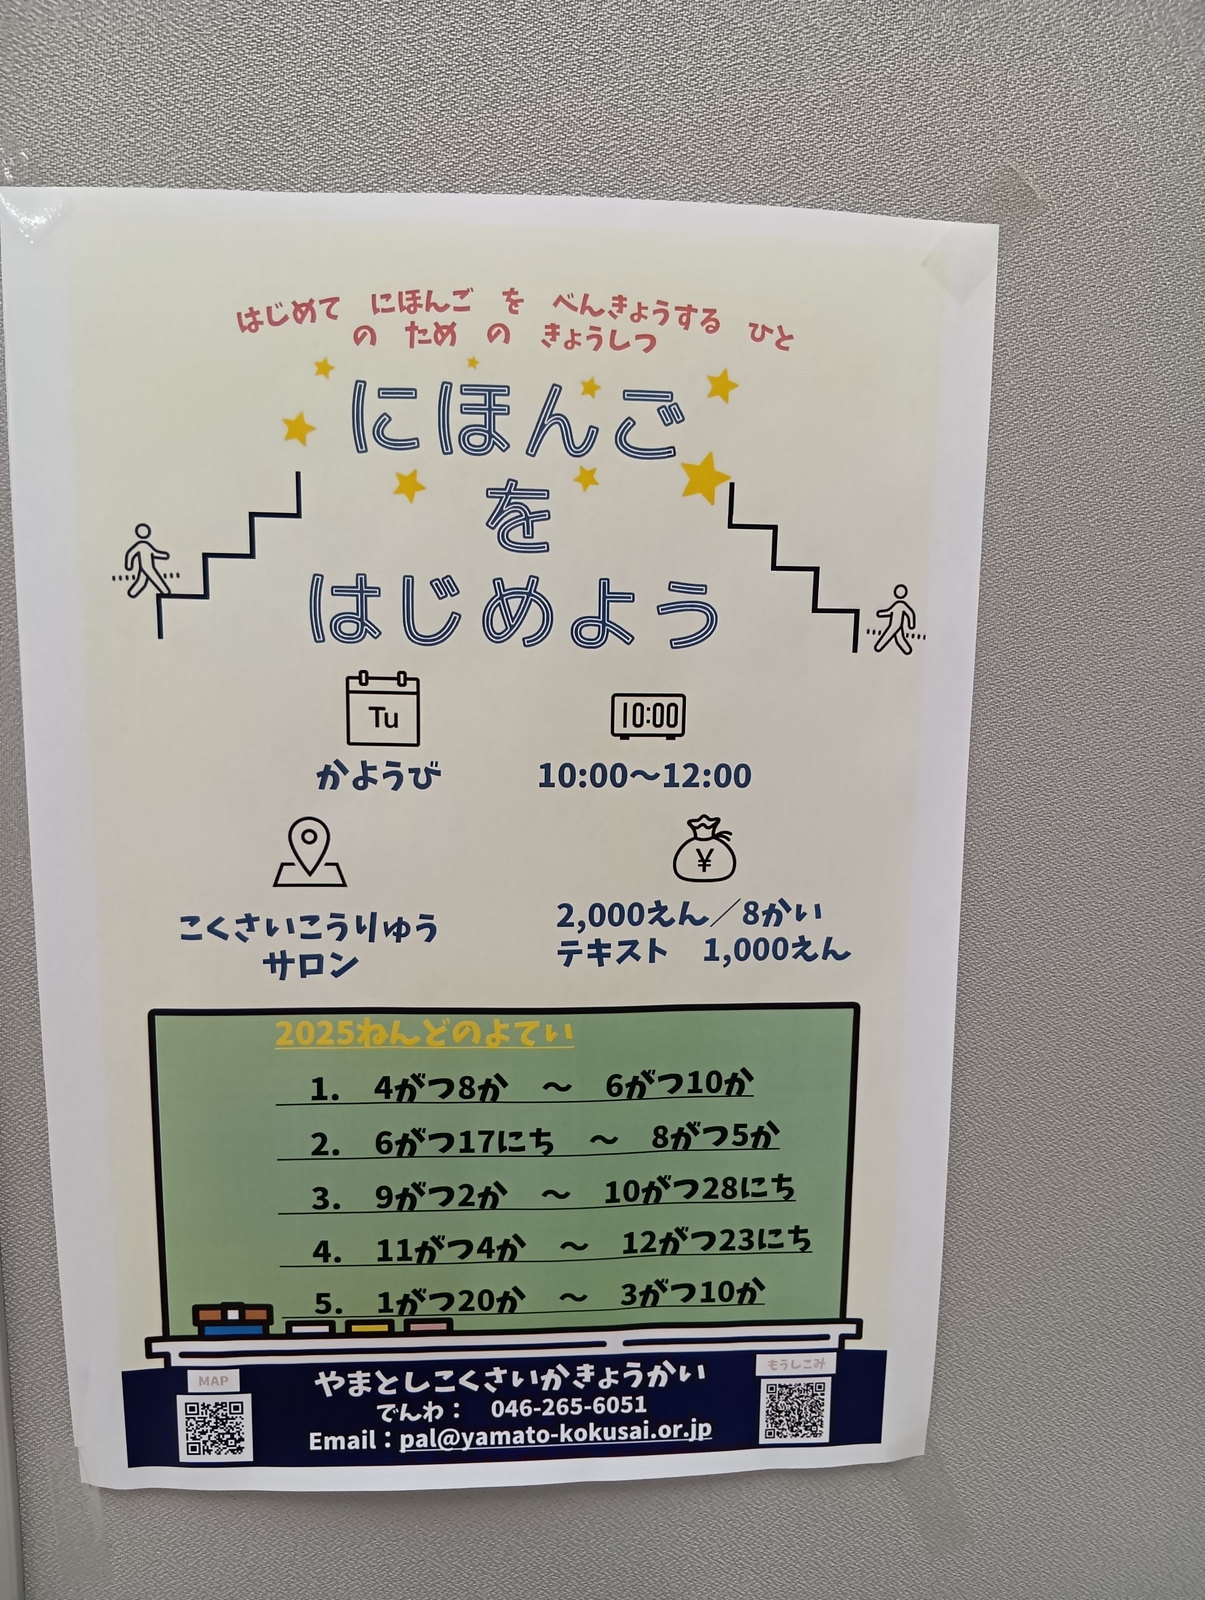 はじめて にほんご を べんきょうする ひと
の ため の きょうしつ
にほんご
を
はじめよう
Tu
10:00
かようび
10:00～12:00
¥
こくさいこうりゅう
サロン
2,000えん／8かい
テキスト 1,000えん
2025ねんどのよてい
1. 4がつ8か ～ 6がつ10か
2. 6がつ17にち ～ 8がつ5か
3. 9がつ2か ～ 10がつ28にち
4. 11がつ4か ～ 12がつ23にち
5. 1がつ20か ～ 3がつ10か
MAP
やまとしこくさいかきょうかい
でんわ： 046-265-6051
Email：pal@yamato-kokusai.or.jp
もうしこみ